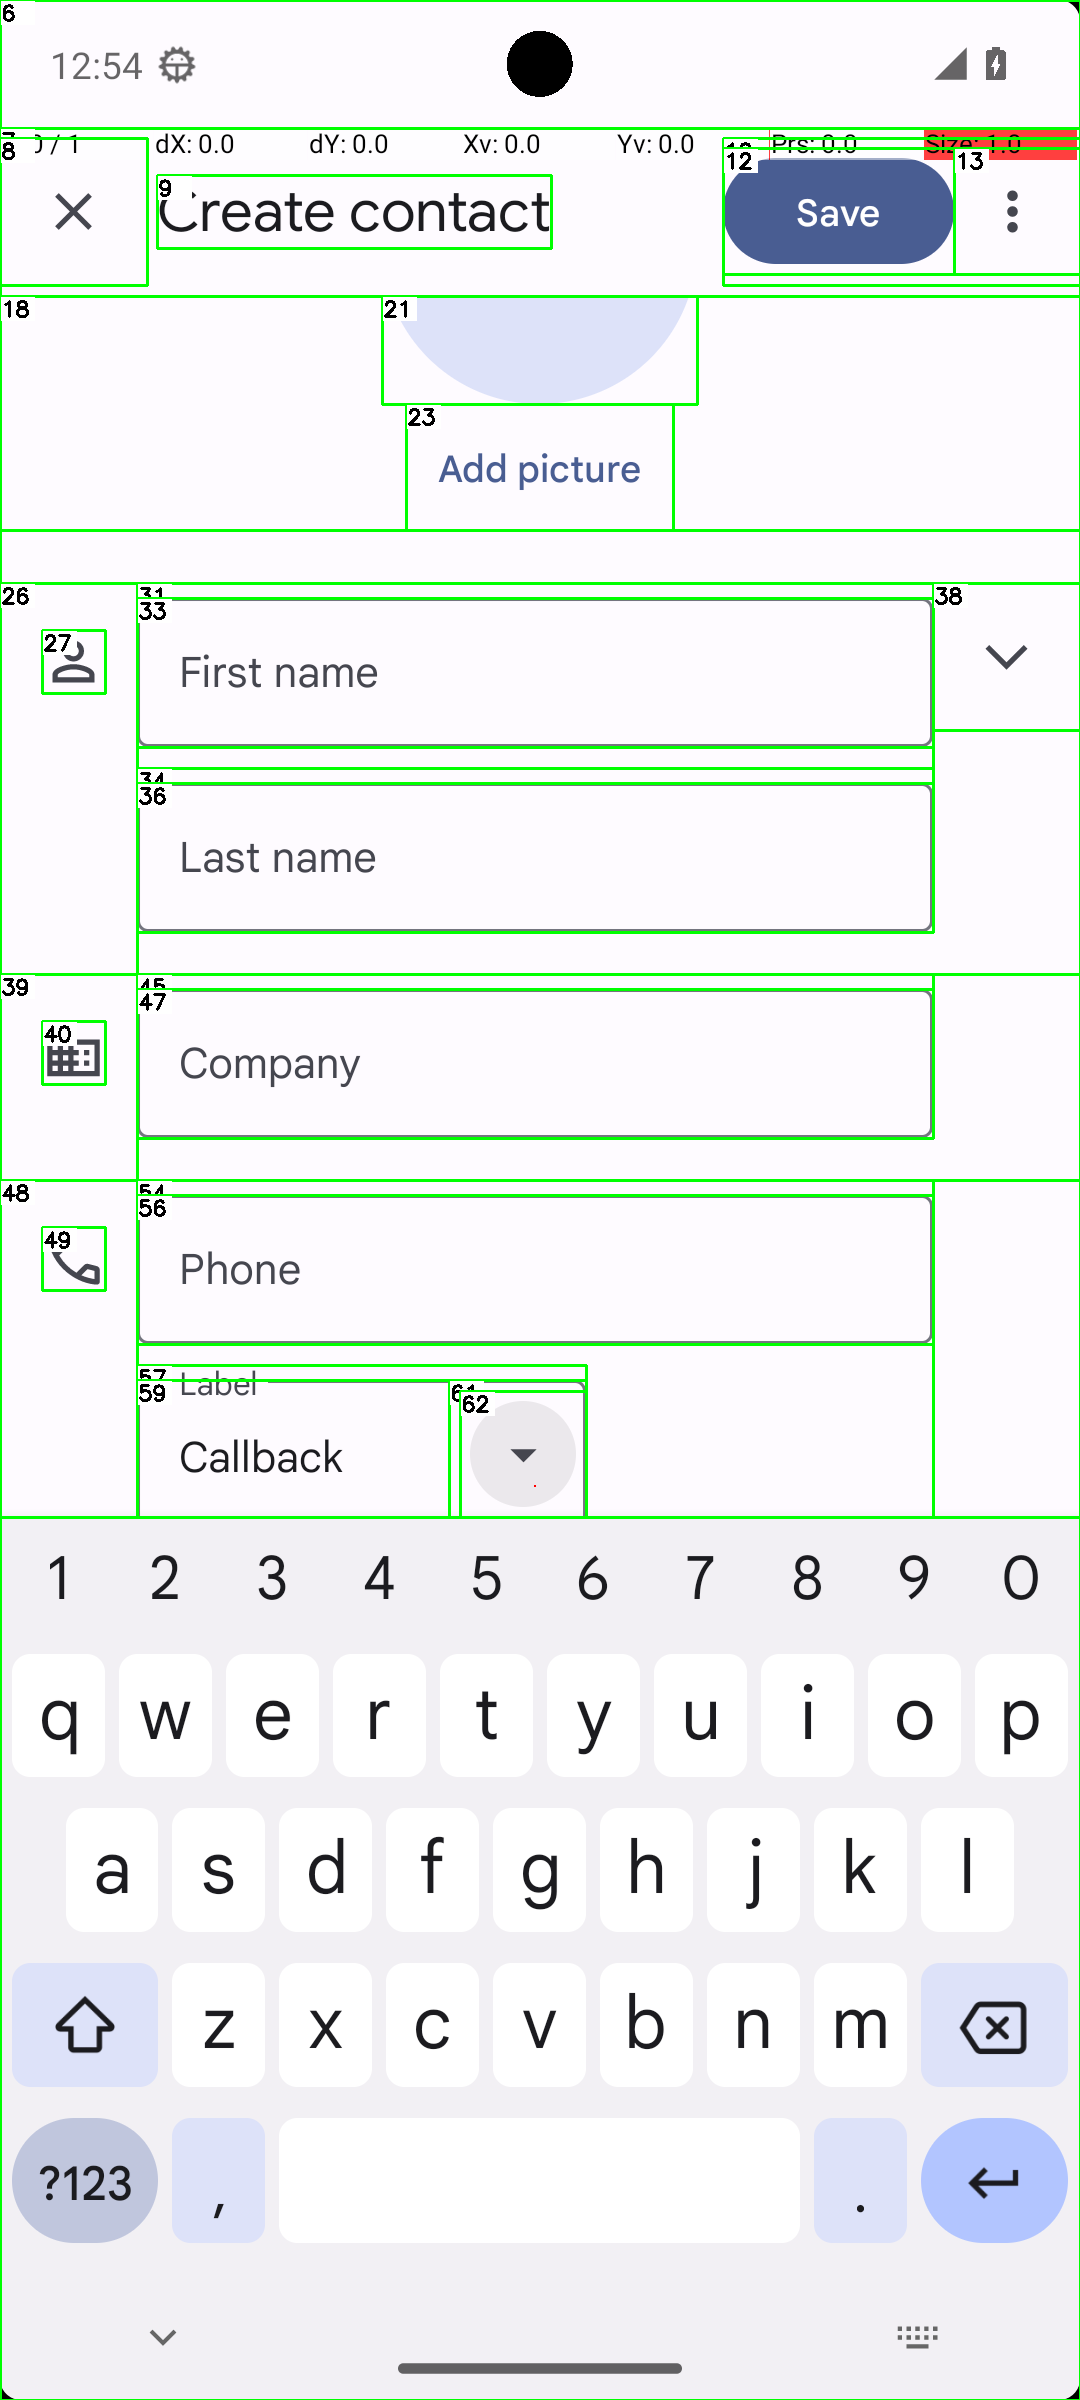 6
12:54
7
0 / 1
dX: 0.0
dY: 0.0
Xv: 0.0
Yv: 0.0
Prs: 0.0
Size: 1.0
8
9
Create contact
12
Save
13
18
21
23
Add picture
26
27
31
33
First name
38
34
36
Last name
39
40
45
47
Company
48
49
54
56
Phone
57
Label
59
Callback
61
62
1 2 3 4 5 6 7 8 9 0
q w e r t y u i o p
a s d f g h j k l
z x c v b n m
?123 , .